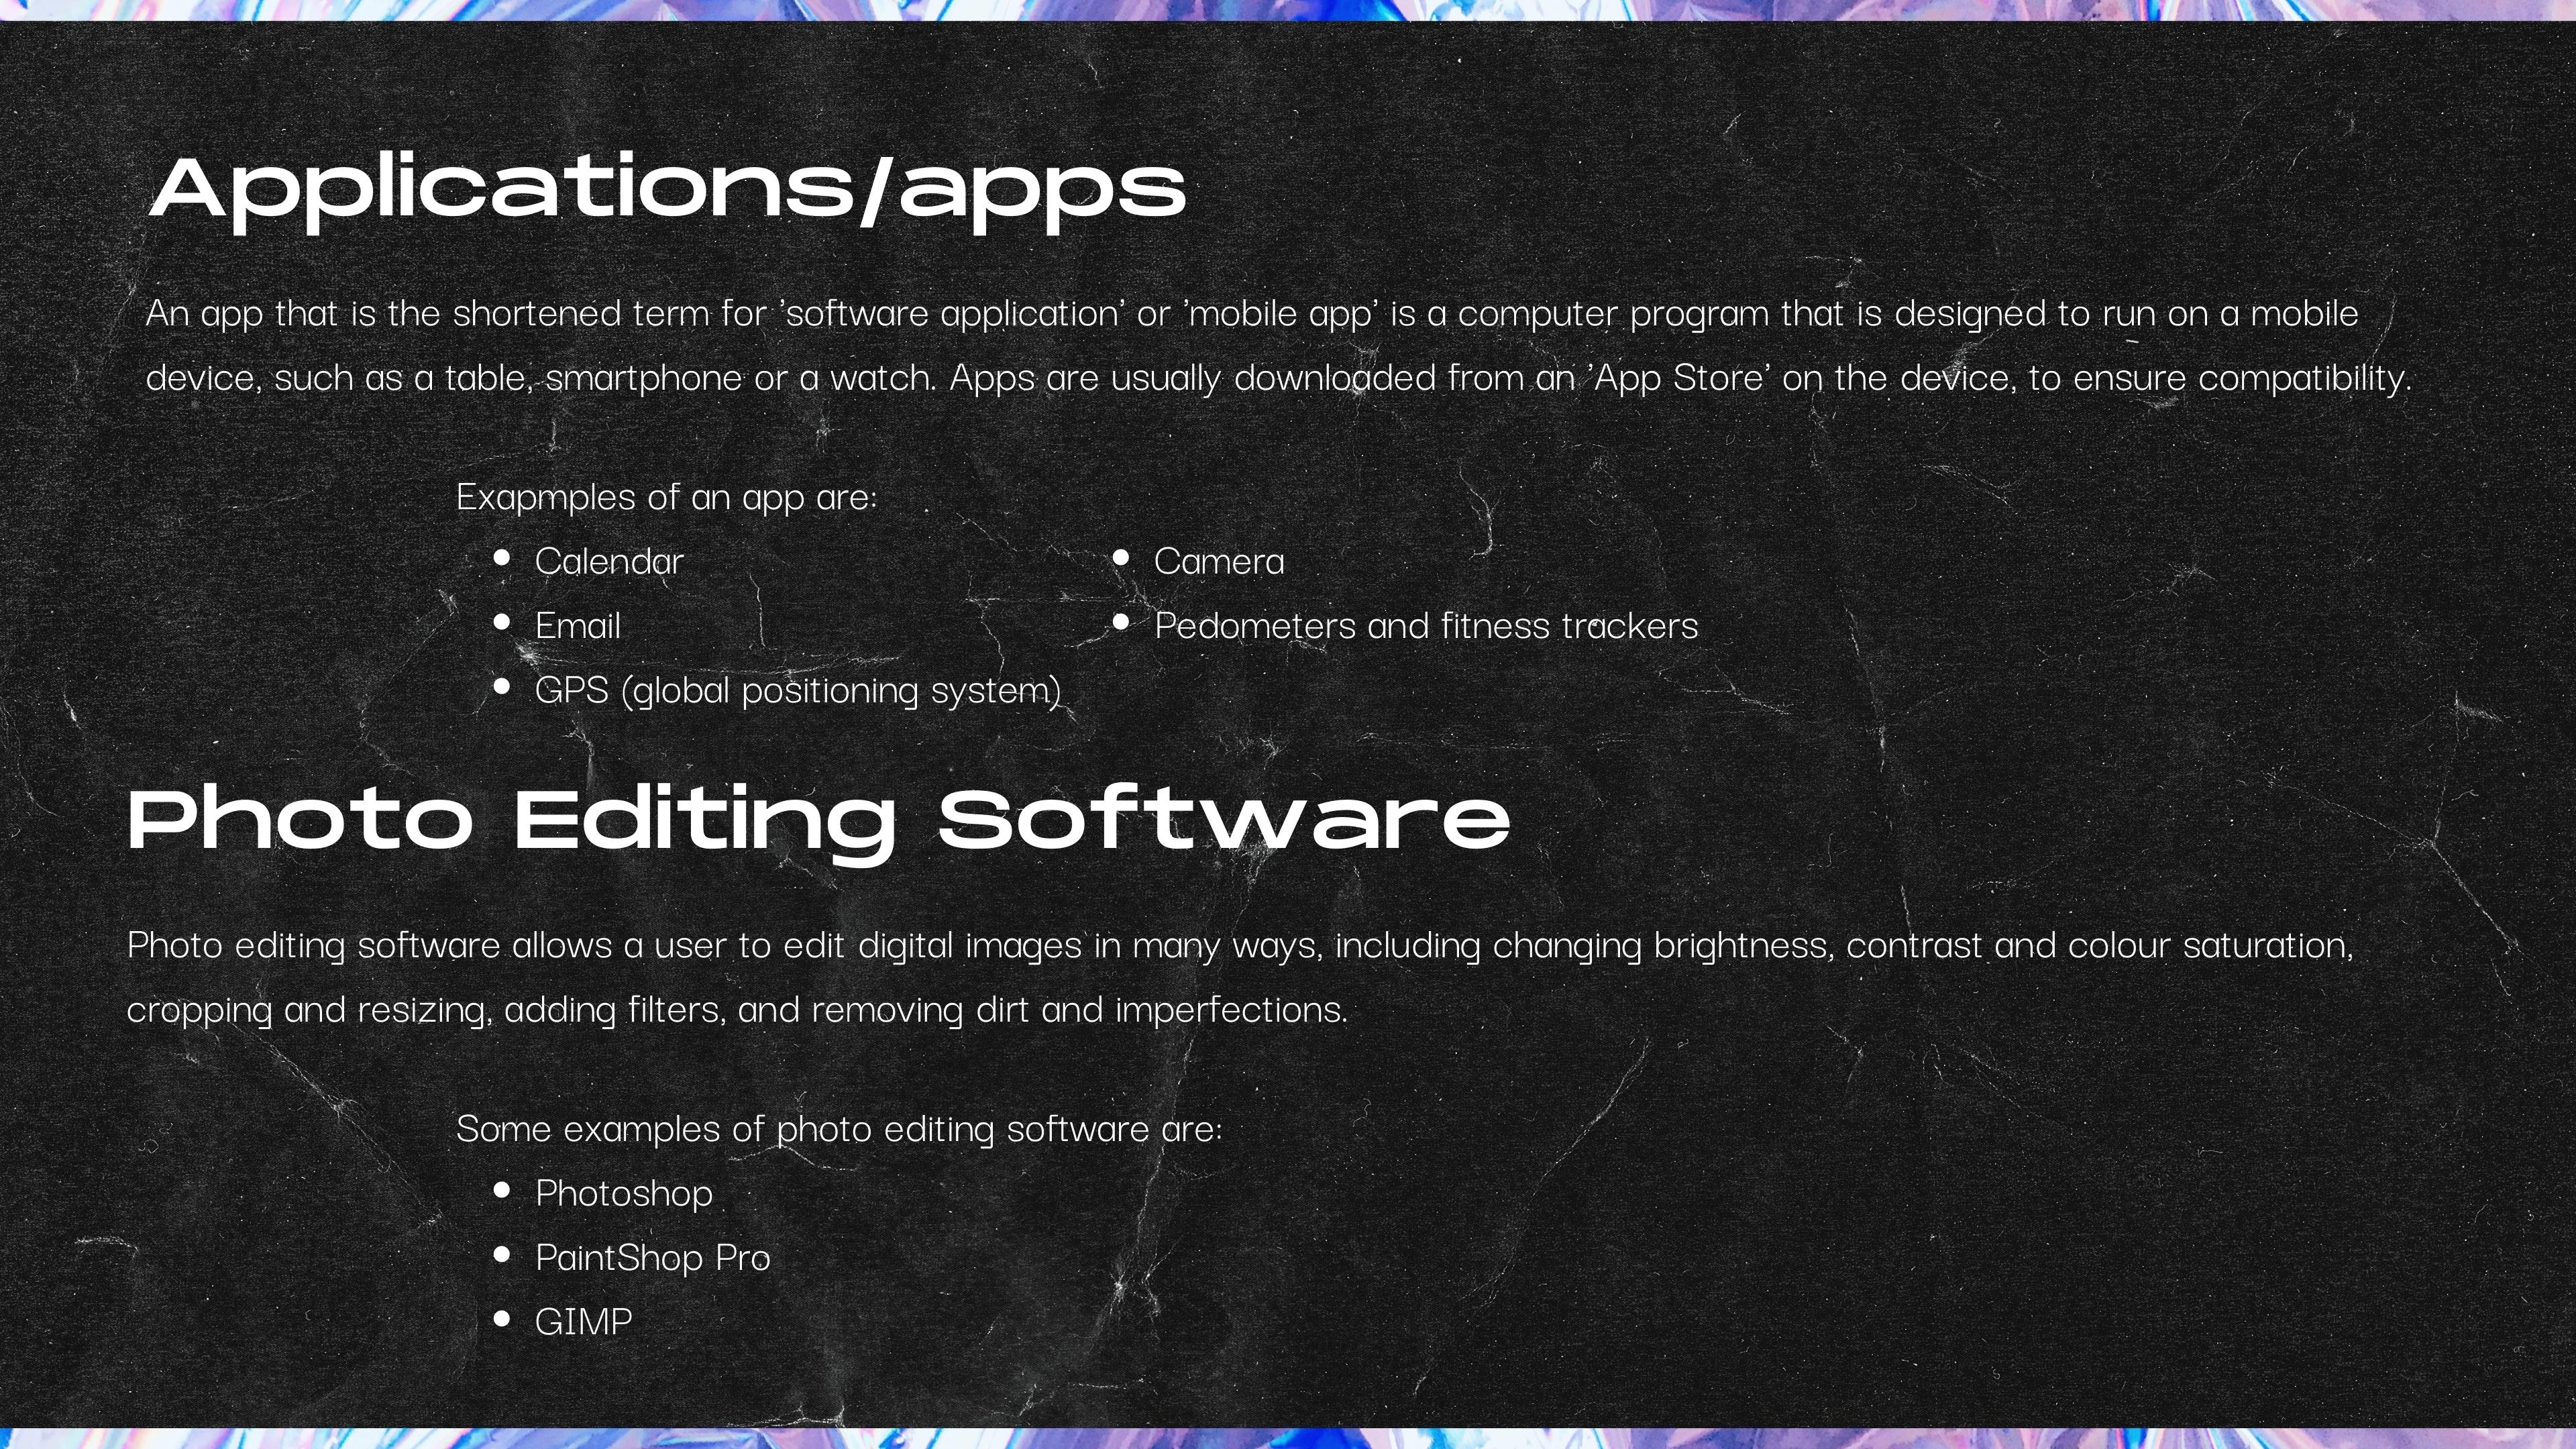 Applications/apps
An app that is the shortened term for 'software application' or 'mobile app' is a computer program that is designed to run on a mobile
device, such as a table, smartphone or a watch. Apps are usually downloaded from an 'App Store' on the device, to ensure compatibility.
Exapmples of an app are:
• Calendar
• Email
• GPS (global positioning system)
• Camera
• Pedometers and fitness trackers
Photo Editing Software
Photo editing software allows a user to edit digital images in many ways, including changing brightness, contrast and colour saturation,
cropping and resizing, adding filters, and removing dirt and imperfections.
Some examples of photo editing software are:
• Photoshop
• PaintShop Pro
• GIMP